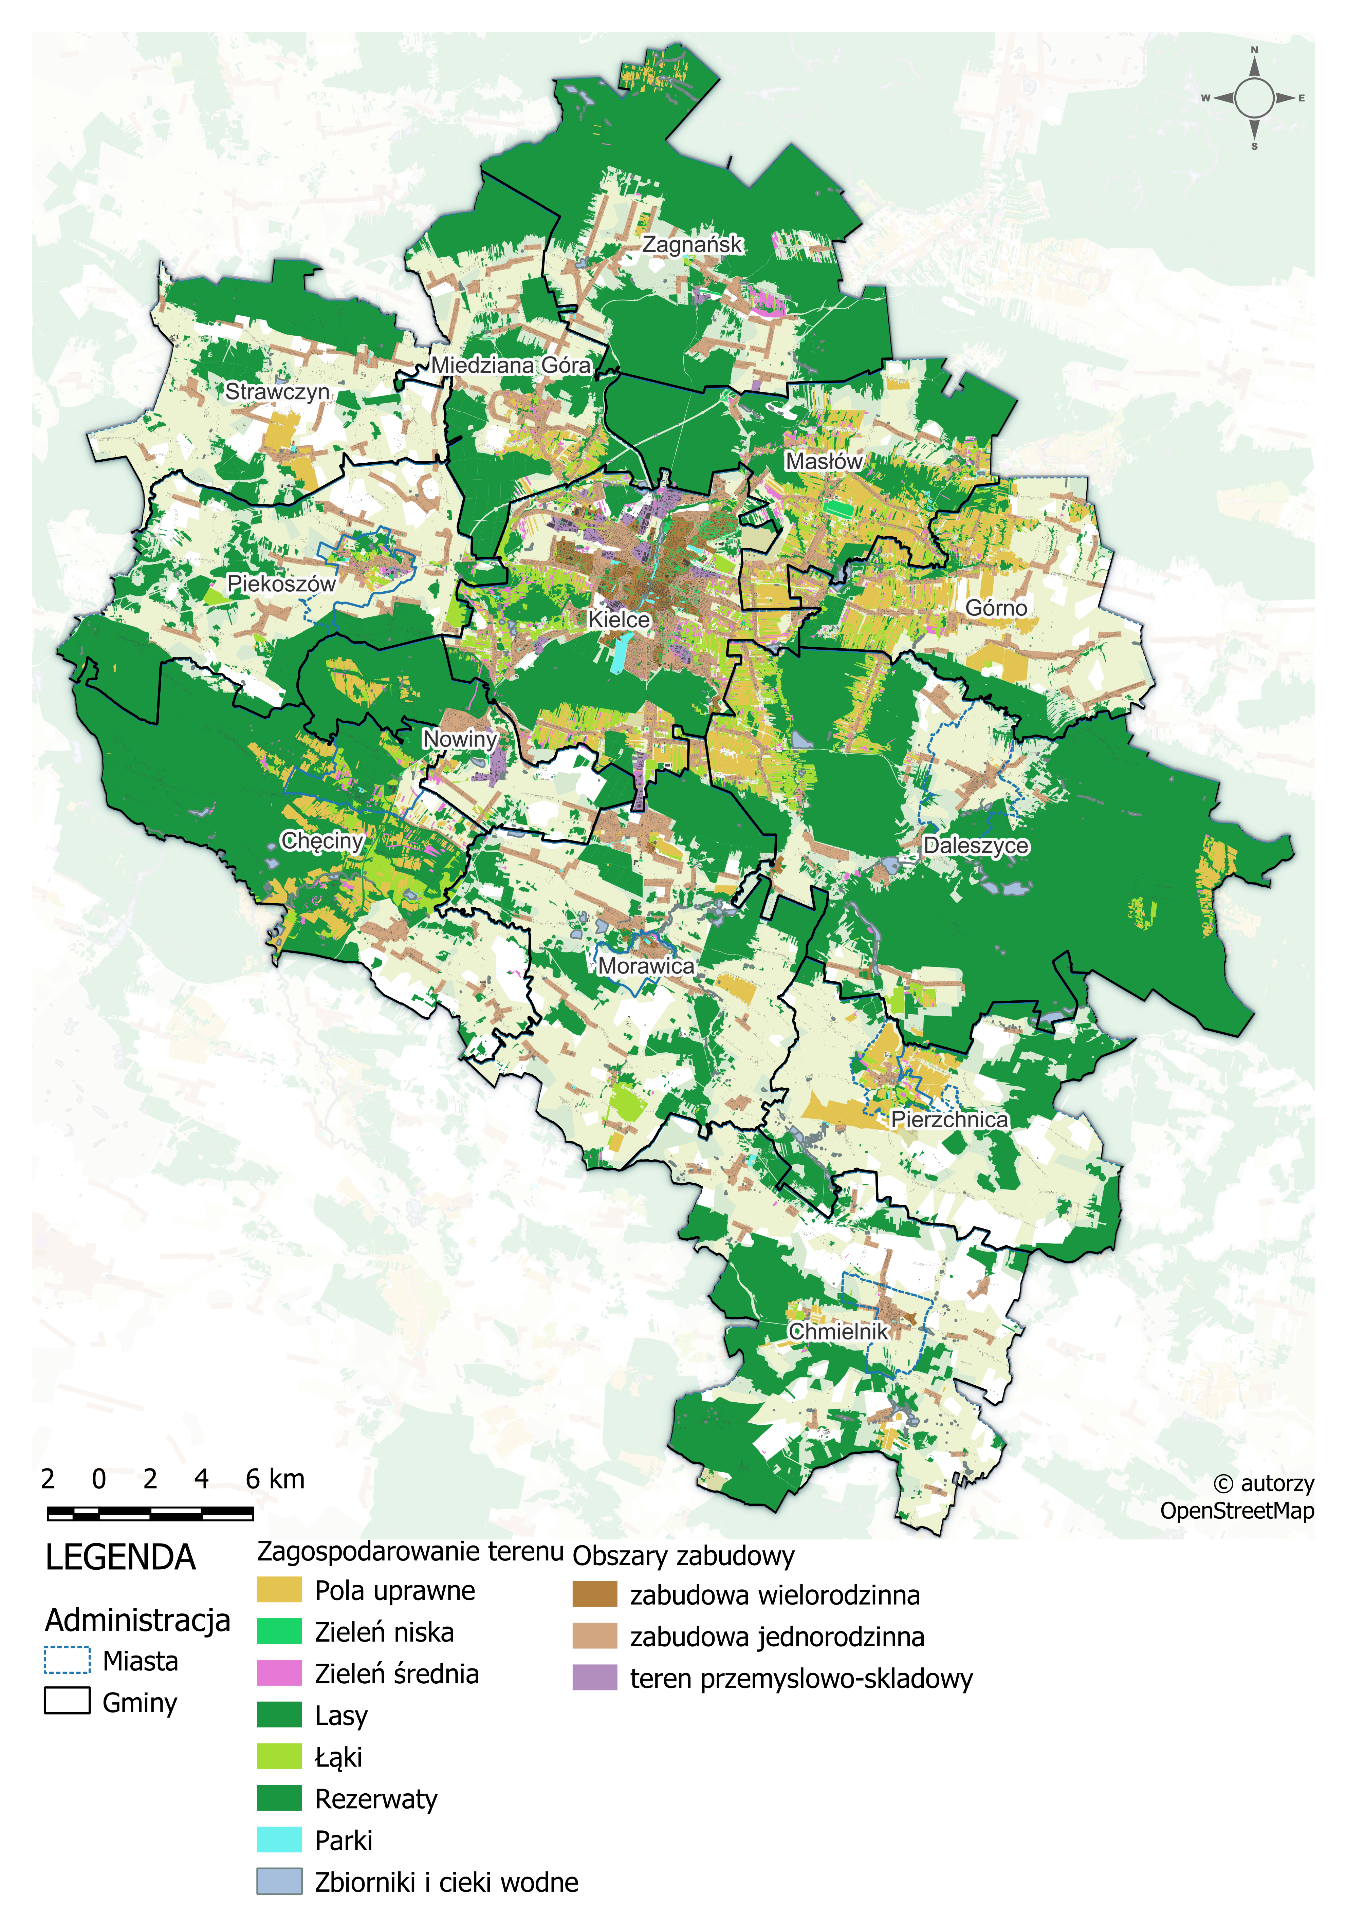 N
W E
S
Zagnańsk
Miedziana Góra
Strawczyn
Masłów
Piekoszów
Górno
Kielce
Nowiny
Chęciny
Daleszyce
Morawica
Pierzchnica
Chmielnik
2 0 2 4 6 km
© autorzy
OpenStreetMap
LEGENDA
Administracja
Miasta
Gminy
Zagospodarowanie terenu
Pola uprawne
Zieleń niska
Zieleń średnia
Lasy
Łąki
Rezerwaty
Parki
Zbiorniki i cieki wodne
Obszary zabudowy
zabudowa wielorodzinna
zabudowa jednorodzinna
teren przemyslowo-skladowy